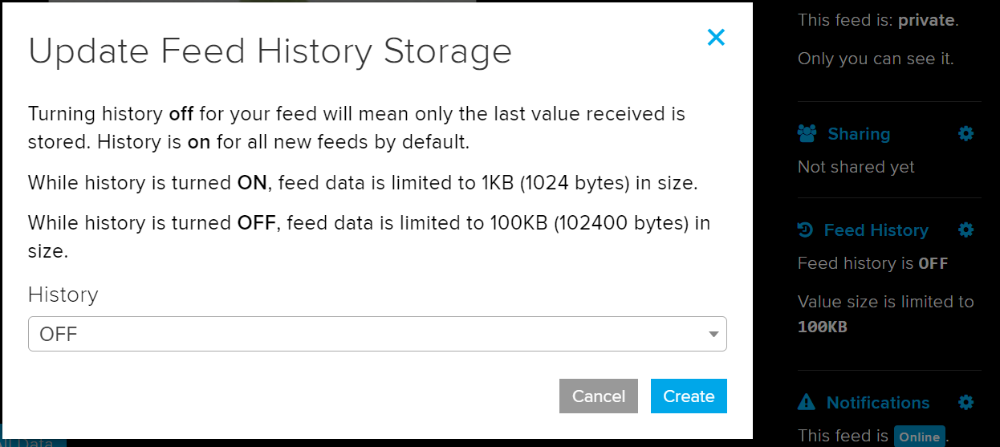 Update Feed History Storage
Turning history off for your feed will mean only the last value received is
stored. History is on for all new feeds by default.
While history is turned ON, feed data is limited to 1KB (1024 bytes) in size.
While history is turned OFF, feed data is limited to 100KB (102400 bytes) in
size.
History
OFF
Cancel
Create
This feed is: private.
Only you can see it.
Sharing
Not shared yet
Feed History
Feed history is OFF
Value size is limited to
100KB
Notifications
This feed is Online.
Data